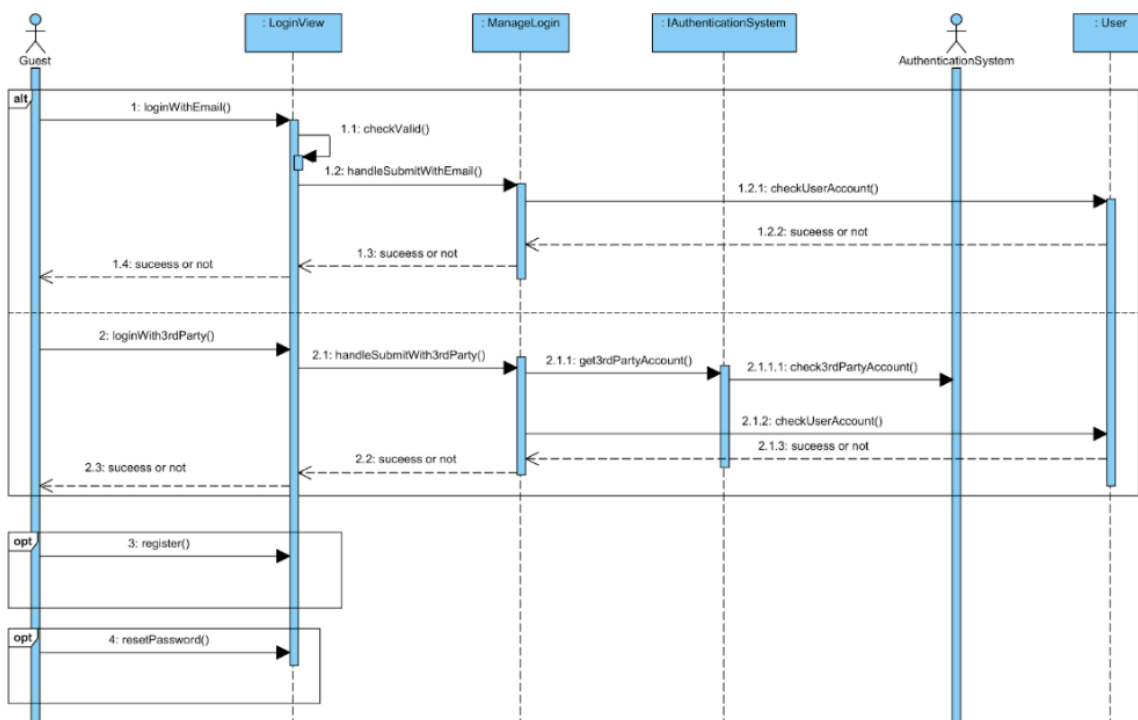 : LoginView
: ManageLogin
: IAuthenticationSystem
: User
Guest
AuthenticationSystem
alt
1: loginWithEmail()
1.1: checkValid()
1.2: handleSubmitWithEmail()
1.2.1: checkUserAccount()
1.2.2: suceess or not
1.3: suceess or not
1.4: suceess or not
2: loginWith3rdParty()
2.1: handleSubmitWith3rdParty()
2.1.1: get3rdPartyAccount()
2.1.1.1: check3rdPartyAccount()
2.1.2: checkUserAccount()
2.1.3: suceess or not
2.2: suceess or not
2.3: suceess or not
opt
3: register()
opt
4: resetPassword()